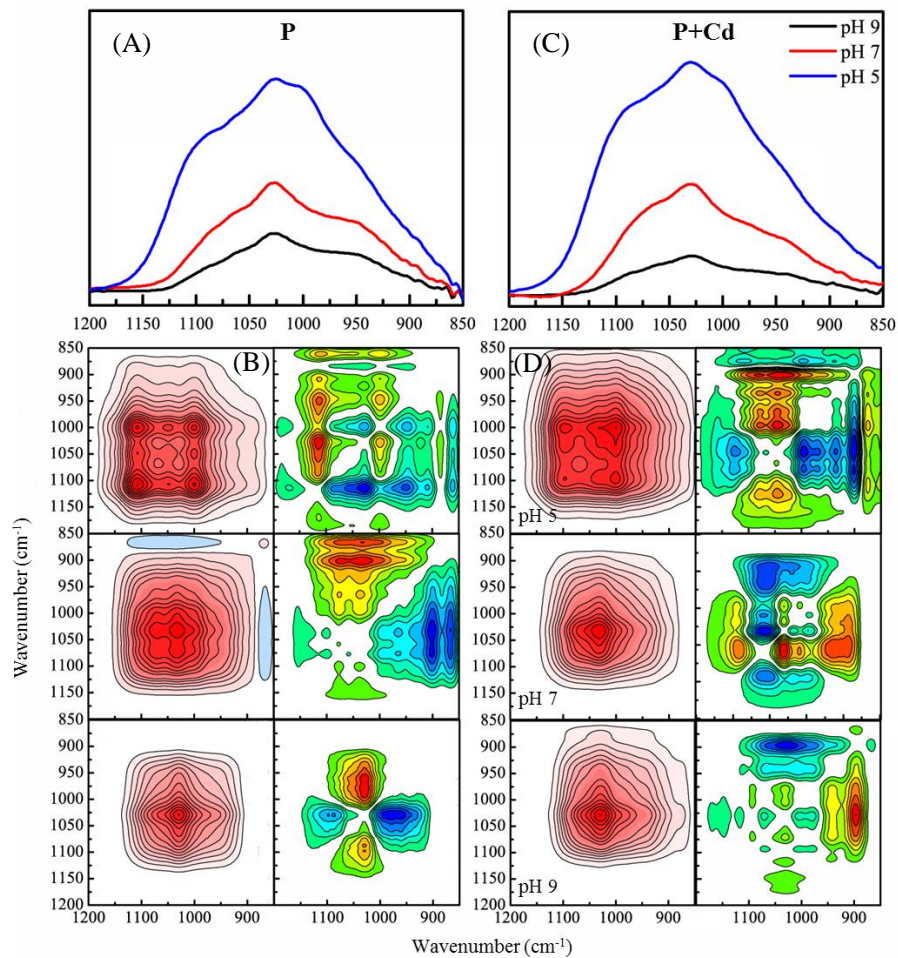 (A)
P
(C)
P+Cd
pH 9
pH 7
pH 5
1200 1150 1100 1050 1000 950 900 850
1200 1150 1100 1050 1000 950 900 850
850
900
950
1000
1050
1100
1150
850
900
950
1000
1050
1100
1150
850
900
950
1000
1050
1100
1150
1200
(B)
(D)
pH 5
pH 7
pH 9
Wavenumber (cm⁻¹)
1200 1100 1000 900
1100 1000 900
1200 1100 1000 900
1100 1000 900
Wavenumber (cm⁻¹)